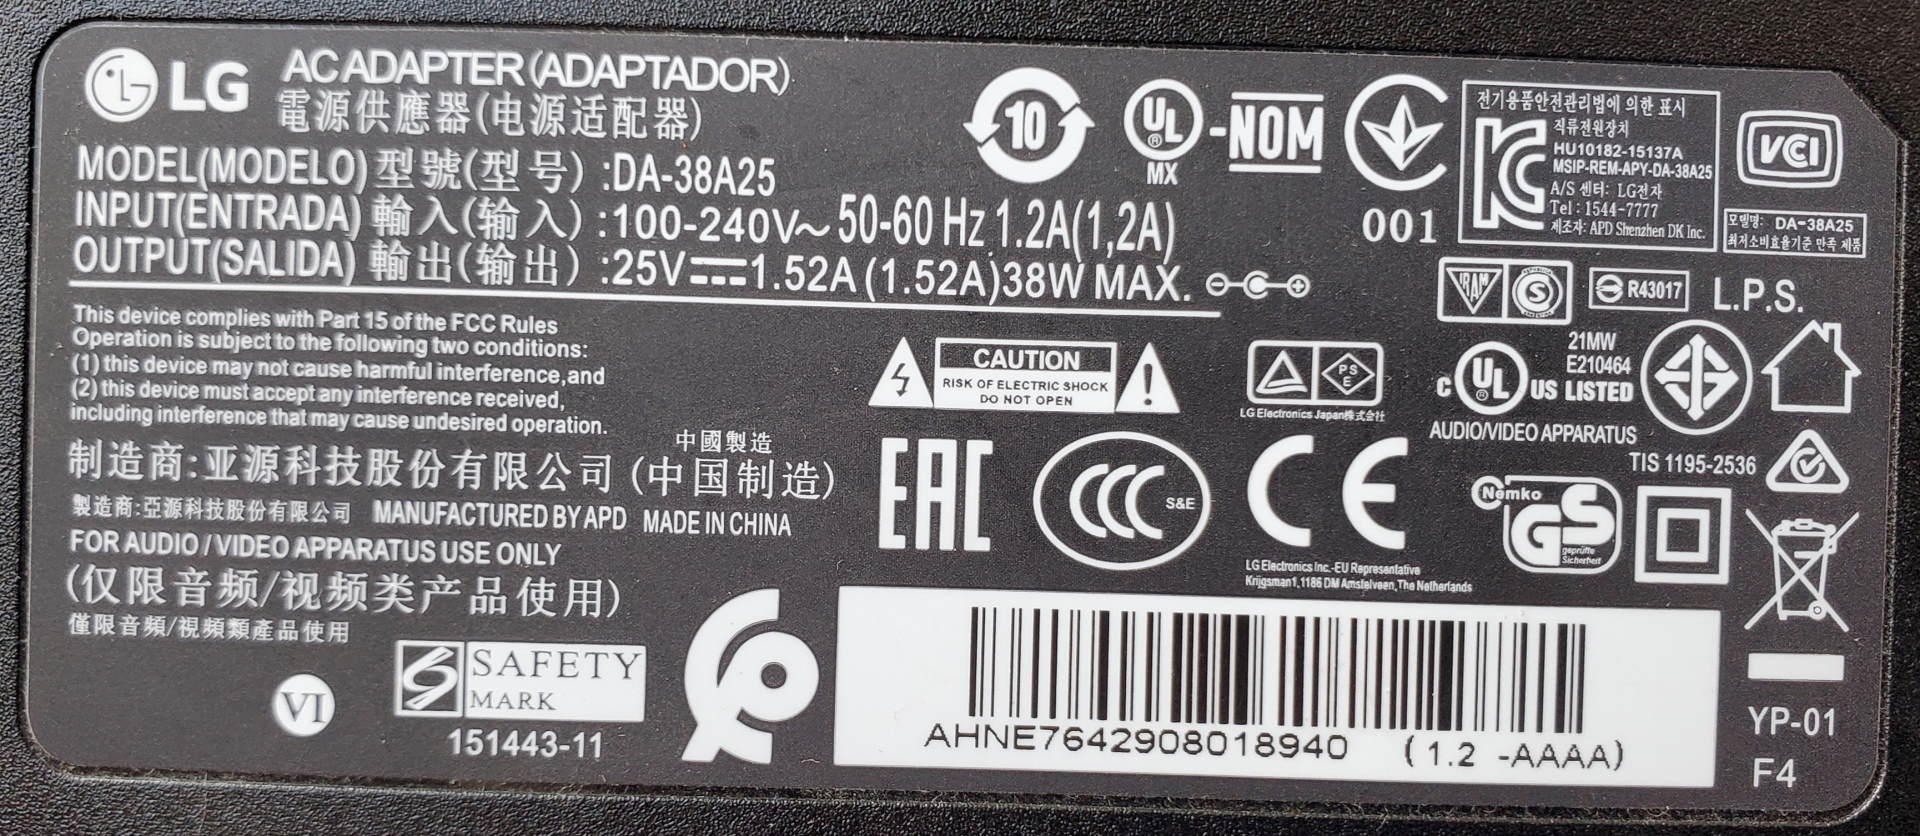 LG
AC ADAPTER (ADAPTADOR)
電源供應器(电源适配器)
MODEL(MODELO) 型號(型号) :DA-38A25
INPUT(ENTRADA) 輸入(输入) :100-240V~ 50-60 Hz 1.2A(1,2A)
OUTPUT(SALIDA) 輸出(输出) :25V⎓1.52A (1.52A)38W MAX.
This device complies with Part 15 of the FCC Rules
Operation is subject to the following two conditions:
(1) this device may not cause harmful interference,and
(2) this device must accept any interference received,
including interference that may cause undesired operation.
中國製造
制造商:亚源科技股份有限公司 (中国制造)
製造商:亞源科技股份有限公司 MANUFACTURED BY APD MADE IN CHINA
FOR AUDIO / VIDEO APPARATUS USE ONLY
(仅限音频/视频类产品使用)
僅限音頻/視頻類產品使用
VI
SAFETY
MARK
151443-11
10
UL
®
MX
-NOM
001
전기용품안전관리법에 의한 표시
직류전원장치
HU10182-15137A
MSIP-REM-APY-DA-38A25
A/S 센터: LG전자
Tel : 1544-7777
제조자: APD Shenzhen DK Inc.
VCI
모델명: DA-38A25
최저소비효율기준 만족 제품
IRAM
S
R43017
L.P.S.
CAUTION
RISK OF ELECTRIC SHOCK
DO NOT OPEN
PS
E
LG Electronics Japan株式会社
21MW
E210464
C UL US LISTED
®
AUDIO/VIDEO APPARATUS
TIS 1195-2536
EAC
CCC
S&E
CE
LG Electronics Inc.-EU Representative
Krijgsman1, 1186 DM Amstelveen, The Netherlands
Nemko
GS
geprüfte
Sicherheit
AHNE7642908018940 (1.2 -AAAA)
YP-01
F4